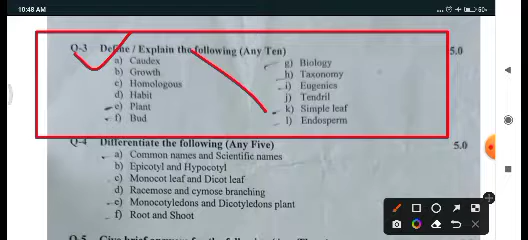 10:48 AM
Q-3 Define / Explain the following (Any Ten) 5.0
a) Caudex
b) Growth
c) Homologous
d) Habit
e) Plant
f) Bud
g) Biology
h) Taxonomy
i) Eugenics
j) Tendril
k) Simple leaf
l) Endosperm
Q-4 Differentiate the following (Any Five) 5.0
a) Common names and Scientific names
b) Epicotyl and Hypocotyl
c) Monocot leaf and Dicot leaf
d) Racemose and cymose branching
e) Monocotyledons and Dicotyledons plant
f) Root and Shoot